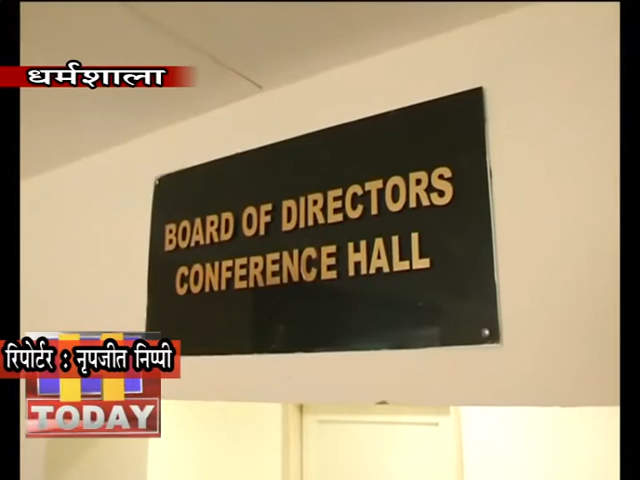 धर्मशाला
BOARD OF DIRECTORS
CONFERENCE HALL
रिपोर्टर : नृपजीत निप्पी
TODAY